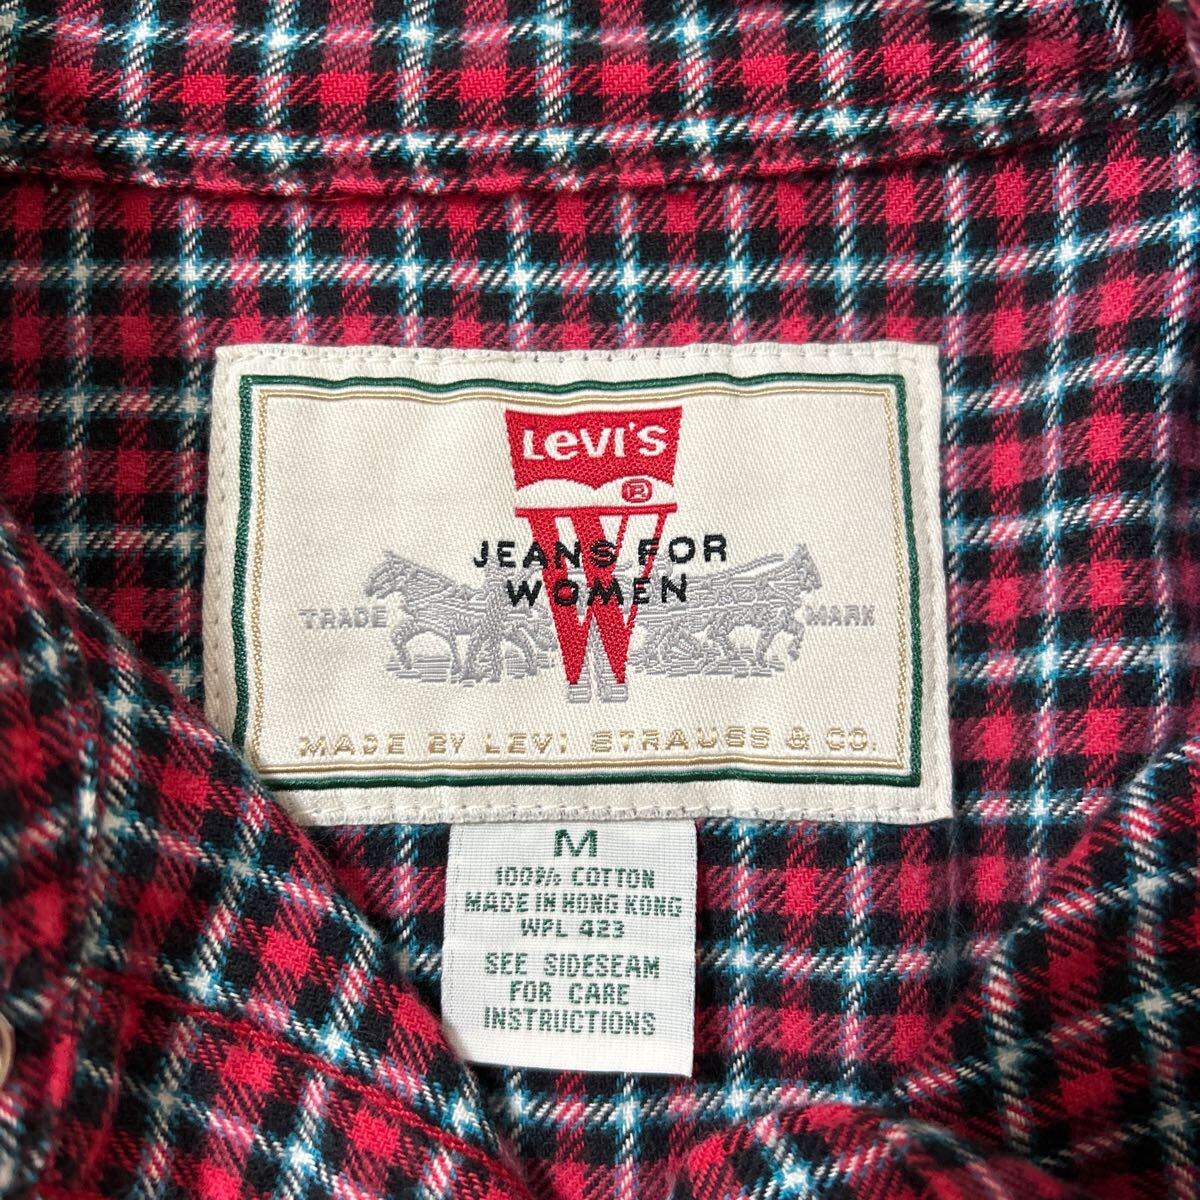 LeVI'S
®
W
JEANS FOR
WOMEN
TRADE MARK
MADE BY LEVI STRAUSS & CO.
M
100% COTTON
MADE IN HONG KONG
WPL 423
SEE SIDESEAM
FOR CARE
INSTRUCTIONS